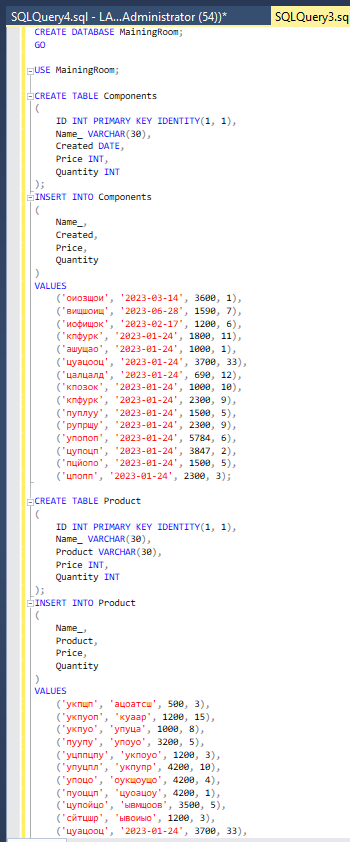 SQLQuery4.sql - LA...Administrator (54))*
SQLQuery3.sq
CREATE DATABASE MainingRoom;
GO
USE MainingRoom;
CREATE TABLE Components
(
ID INT PRIMARY KEY IDENTITY(1, 1),
Name_ VARCHAR(30),
Created DATE,
Price INT,
Quantity INT
);
INSERT INTO Components
(
Name_,
Created,
Price,
Quantity
)
VALUES
('оиозщои', '2023-03-14', 3600, 1),
('вищшоищ', '2023-06-28', 1590, 7),
('иофищок', '2023-02-17', 1200, 6),
('кпфурк', '2023-01-24', 1800, 11),
('ашущао', '2023-01-24', 1000, 1),
('цуацооц', '2023-01-24', 3700, 33),
('цалцалд', '2023-01-24', 690, 12),
('кпозок', '2023-01-24', 1000, 10),
('кпфурк', '2023-01-24', 2300, 9),
('пуплуу', '2023-01-24', 1500, 5),
('рупршу', '2023-01-24', 2300, 9),
('упопоп', '2023-01-24', 5784, 6),
('цупоцп', '2023-01-24', 3847, 2),
('пцйопо', '2023-01-24', 1500, 5),
('цпопп', '2023-01-24', 2300, 3);
CREATE TABLE Product
(
ID INT PRIMARY KEY IDENTITY(1, 1),
Name_ VARCHAR(30),
Product VARCHAR(30),
Price INT,
Quantity INT
);
INSERT INTO Product
(
Name_,
Product,
Price,
Quantity
)
VALUES
('укпщп', 'ацоатсш', 500, 3),
('укпуоп', 'куаар', 1200, 15),
('укпуо', 'упуца', 1000, 8),
('пуупу', 'упоуо', 3200, 5),
('уцппцпу', 'укпоуо', 1200, 3),
('упуцпл', 'укпупр', 4200, 10),
('упоцо', 'оукцоуцо', 4200, 4),
('пуоццп', 'цуоацоу', 4200, 1),
('цупойцо', 'ывмцоов', 3500, 5),
('сйтцшр', 'ывоиыо', 1200, 3),
('цуацооц', '2023-01-24', 3700, 33),